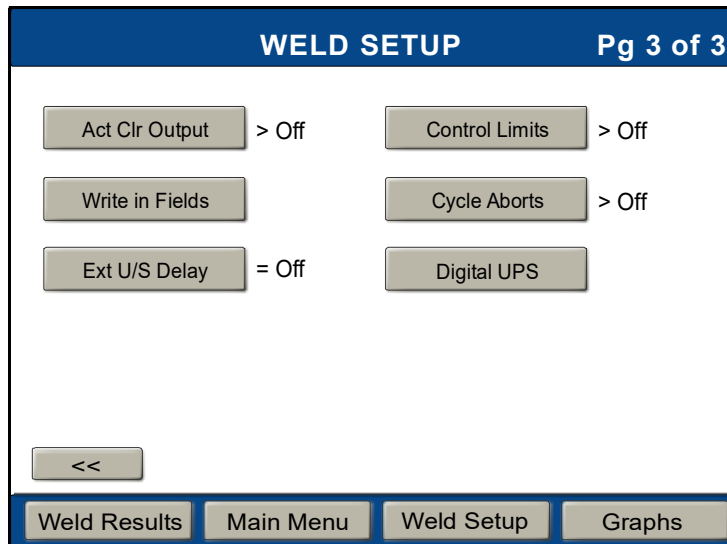 WELD SETUP Pg 3 of 3
Act Clr Output > Off Control Limits > Off
Write in Fields Cycle Aborts > Off
Ext U/S Delay = Off Digital UPS
<<
Weld Results Main Menu Weld Setup Graphs